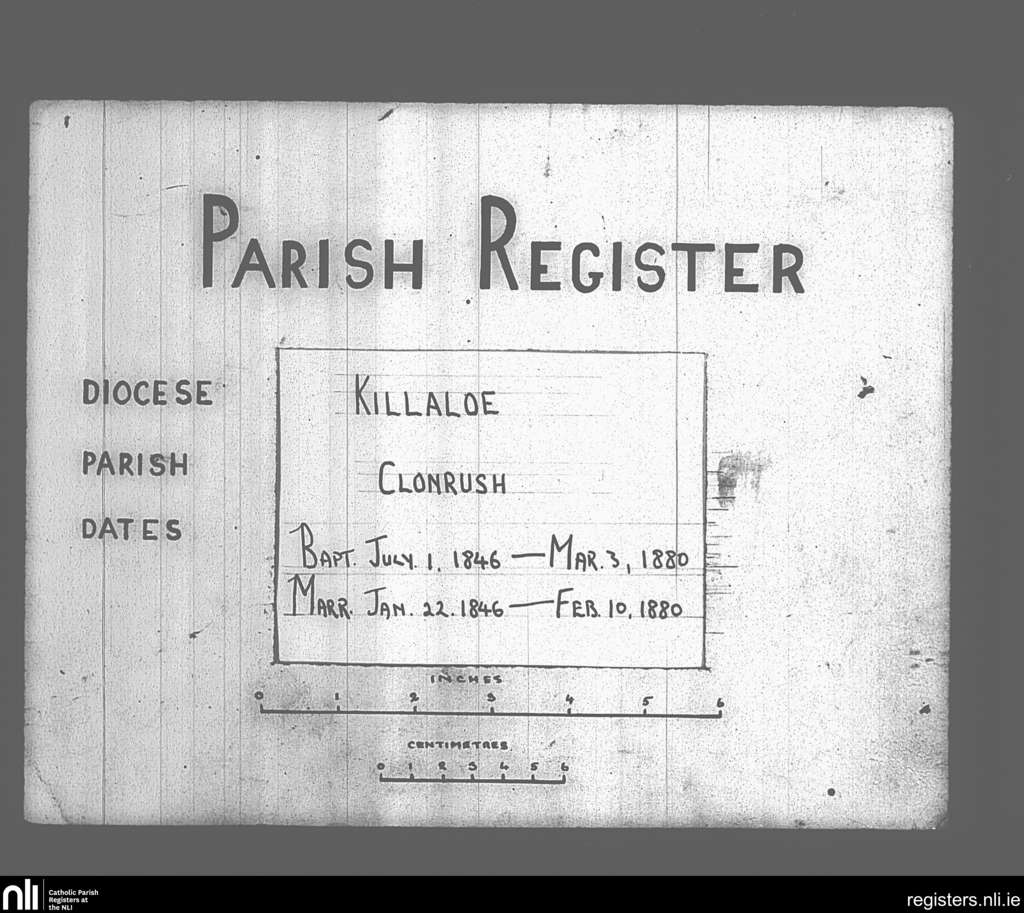 PARISH REGISTER
DIOCESE KILLALOE
PARISH CLONRUSH
DATES BAPT. JULY. 1, 1846 — MAR. 3, 1880
MARR. JAN. 22. 1846 — FEB. 10, 1880
INCHES
0 1 2 3 4 5 6
CENTIMETRES
0 1 2 3 4 5 6
nli Catholic Parish
Registers at
the NLI
registers.nli.ie